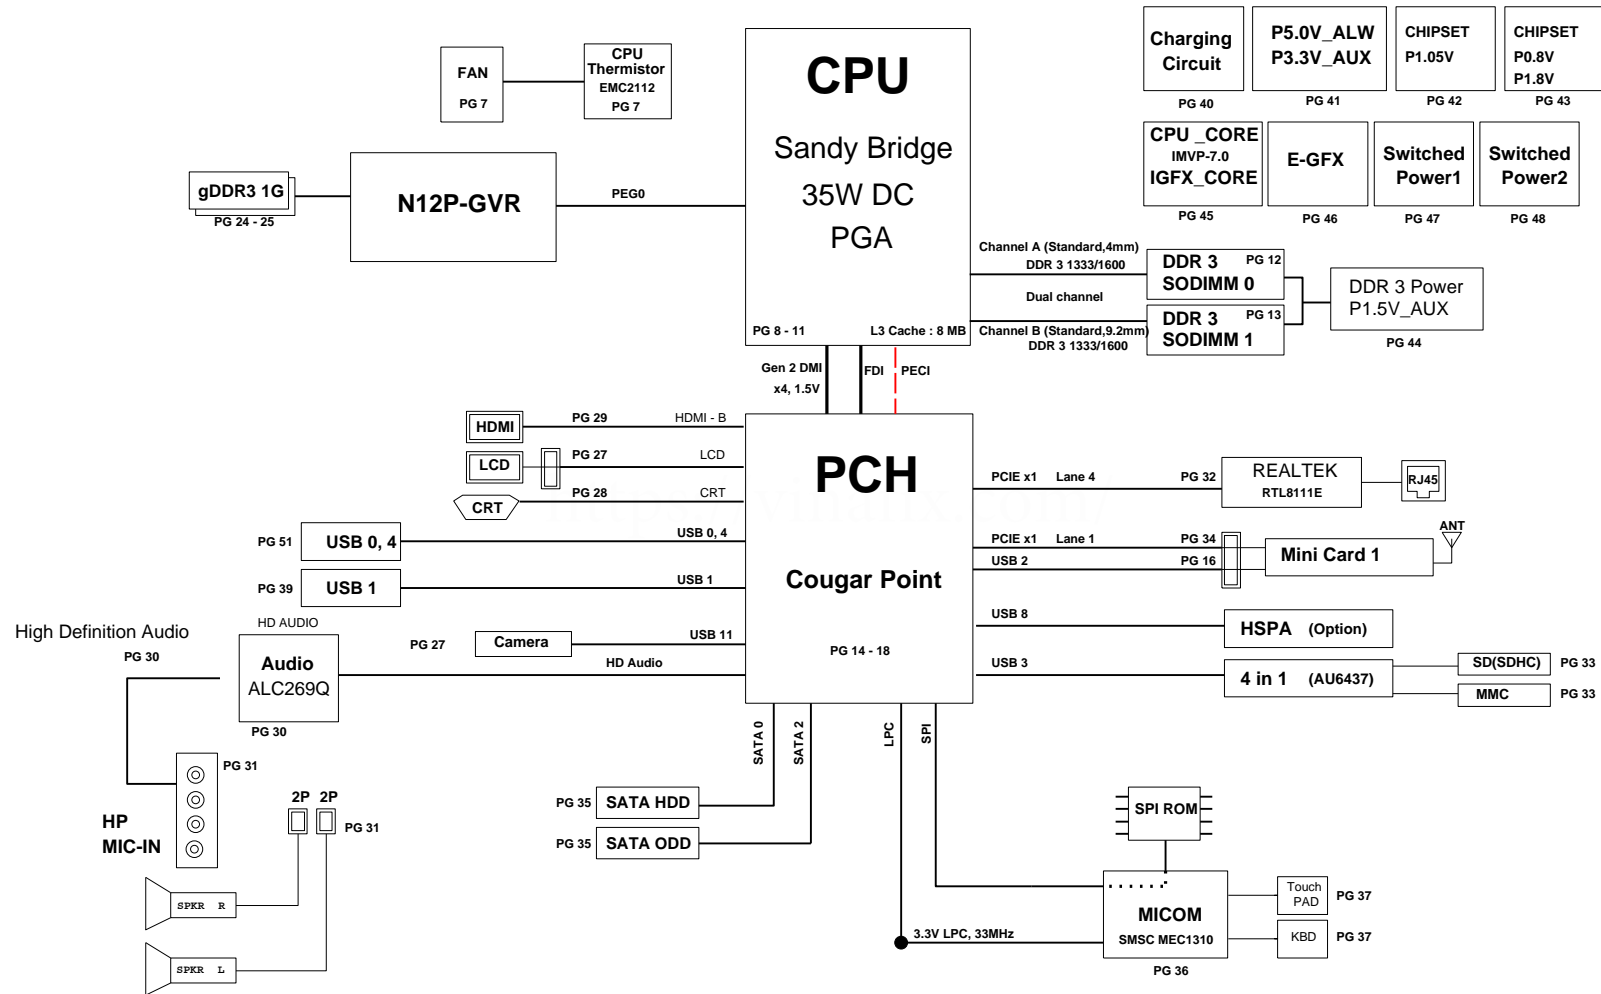 FAN
PG 7
CPU
Thermistor
EMC2112
PG 7
CPU
Sandy Bridge
35W DC
PGA
PG 8 - 11
L3 Cache : 8 MB
Charging
Circuit
PG 40
P5.0V_ALW
P3.3V_AUX
PG 41
CHIPSET
P1.05V
PG 42
CHIPSET
P0.8V
P1.8V
PG 43
CPU _CORE
IMVP-7.0
IGFX_CORE
PG 45
E-GFX
PG 46
Switched
Power1
PG 47
Switched
Power2
PG 48
gDDR3 1G
PG 24 - 25
N12P-GVR
PEG0
Channel A (Standard,4mm)
DDR 3 1333/1600
Dual channel
Channel B (Standard,9.2mm)
DDR 3 1333/1600
DDR 3
PG 12
SODIMM 0
DDR 3
PG 13
SODIMM 1
DDR 3 Power
P1.5V_AUX
PG 44
Gen 2 DMI
x4, 1.5V
FDI
PECI
HDMI
PG 29
HDMI - B
LCD
PG 27
LCD
CRT
PG 28
CRT
PG 51
USB 0, 4
USB 0, 4
PG 39
USB 1
USB 1
PG 27
Camera
USB 11
HD Audio
PCH
Cougar Point
PG 14 - 18
PCIE x1 Lane 4
PG 32
REALTEK
RTL8111E
RJ45
PCIE x1 Lane 1
PG 34
USB 2
PG 16
Mini Card 1
ANT
USB 8
HSPA (Option)
USB 3
4 in 1 (AU6437)
SD(SDHC)
PG 33
MMC
PG 33
High Definition Audio
PG 30
HD AUDIO
Audio
ALC269Q
PG 30
PG 31
HP
MIC-IN
2P
2P
PG 31
SPKR R
SPKR L
SATA 0
SATA 2
PG 35
SATA HDD
PG 35
SATA ODD
LPC
SPI
SPI ROM
3.3V LPC, 33MHz
MICOM
SMSC MEC1310
PG 36
Touch
PAD
PG 37
KBD
PG 37